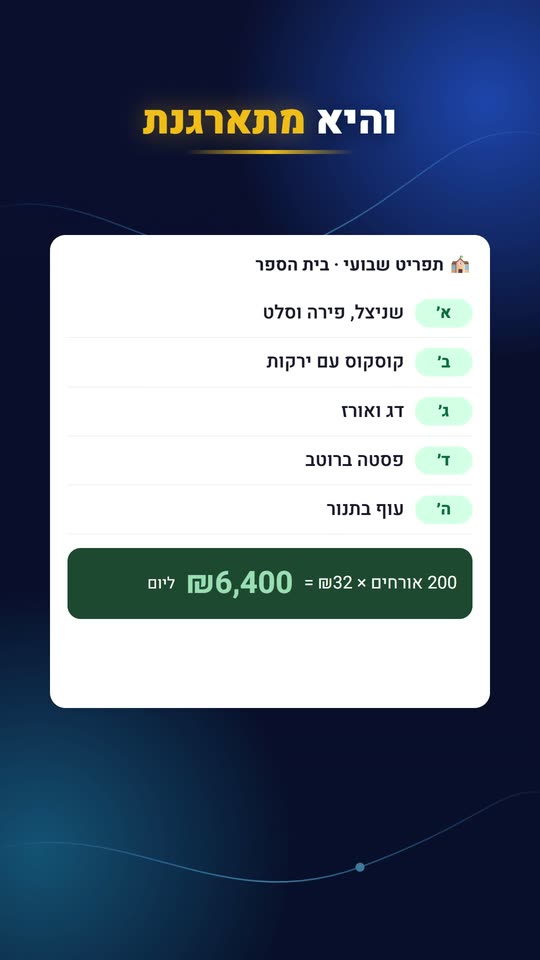 והיא מתארגנת
תפריט שבועי · בית הספר
א׳ שניצל, פירה וסלט
ב׳ קוסקוס עם ירקות
ג׳ דג ואורז
ד׳ פסטה ברוטב
ה׳ עוף בתנור
200 אורחים × ₪32 = ₪6,400 ליום